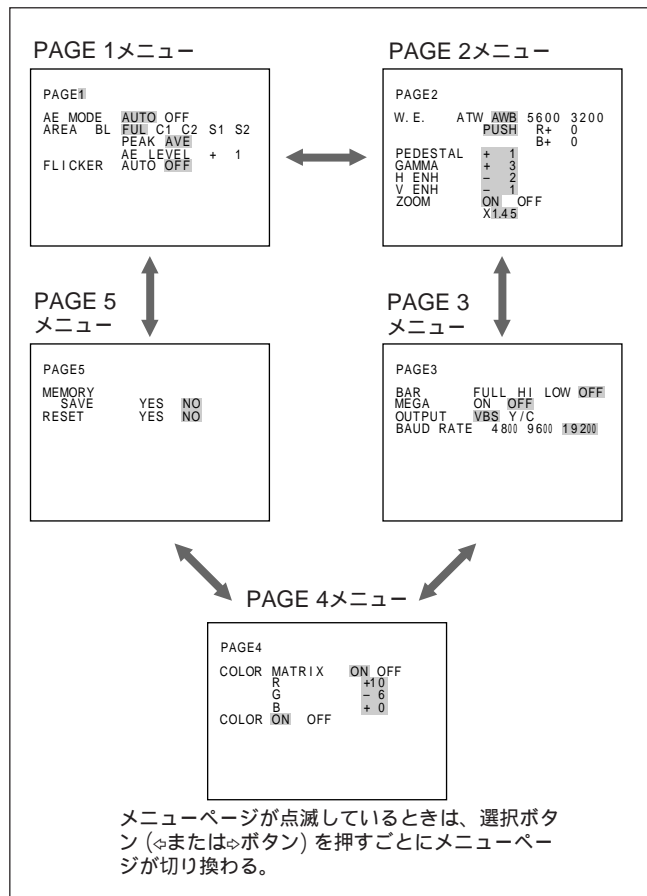 PAGE 1メニュー
PAGE1
AE MODE AUTO OFF
AREA BL FUL C1 C2 S1 S2
PEAK AVE
AE LEVEL + 1
FLICKER AUTO OFF
PAGE 2メニュー
PAGE2
W. E. ATW AWB 5600 3200
PUSH R+ 0
B+ 0
PEDESTAL + 1
GAMMA + 3
H ENH − 2
V ENH − 1
ZOOM ON OFF
X1.45
PAGE 5
メニュー
PAGE5
MEMORY
SAVE YES NO
RESET YES NO
PAGE 3
メニュー
PAGE3
BAR FULL HI LOW OFF
MEGA ON OFF
OUTPUT VBS Y/C
BAUD RATE 4800 9600 19200
PAGE 4メニュー
PAGE4
COLOR MATRIX ON OFF
R +10
G − 6
B + 0
COLOR ON OFF
メニューページが点滅しているときは、選択ボタ
ン (⇦または⇨ボタン) を押すごとにメニューペー
ジが切り換わる。